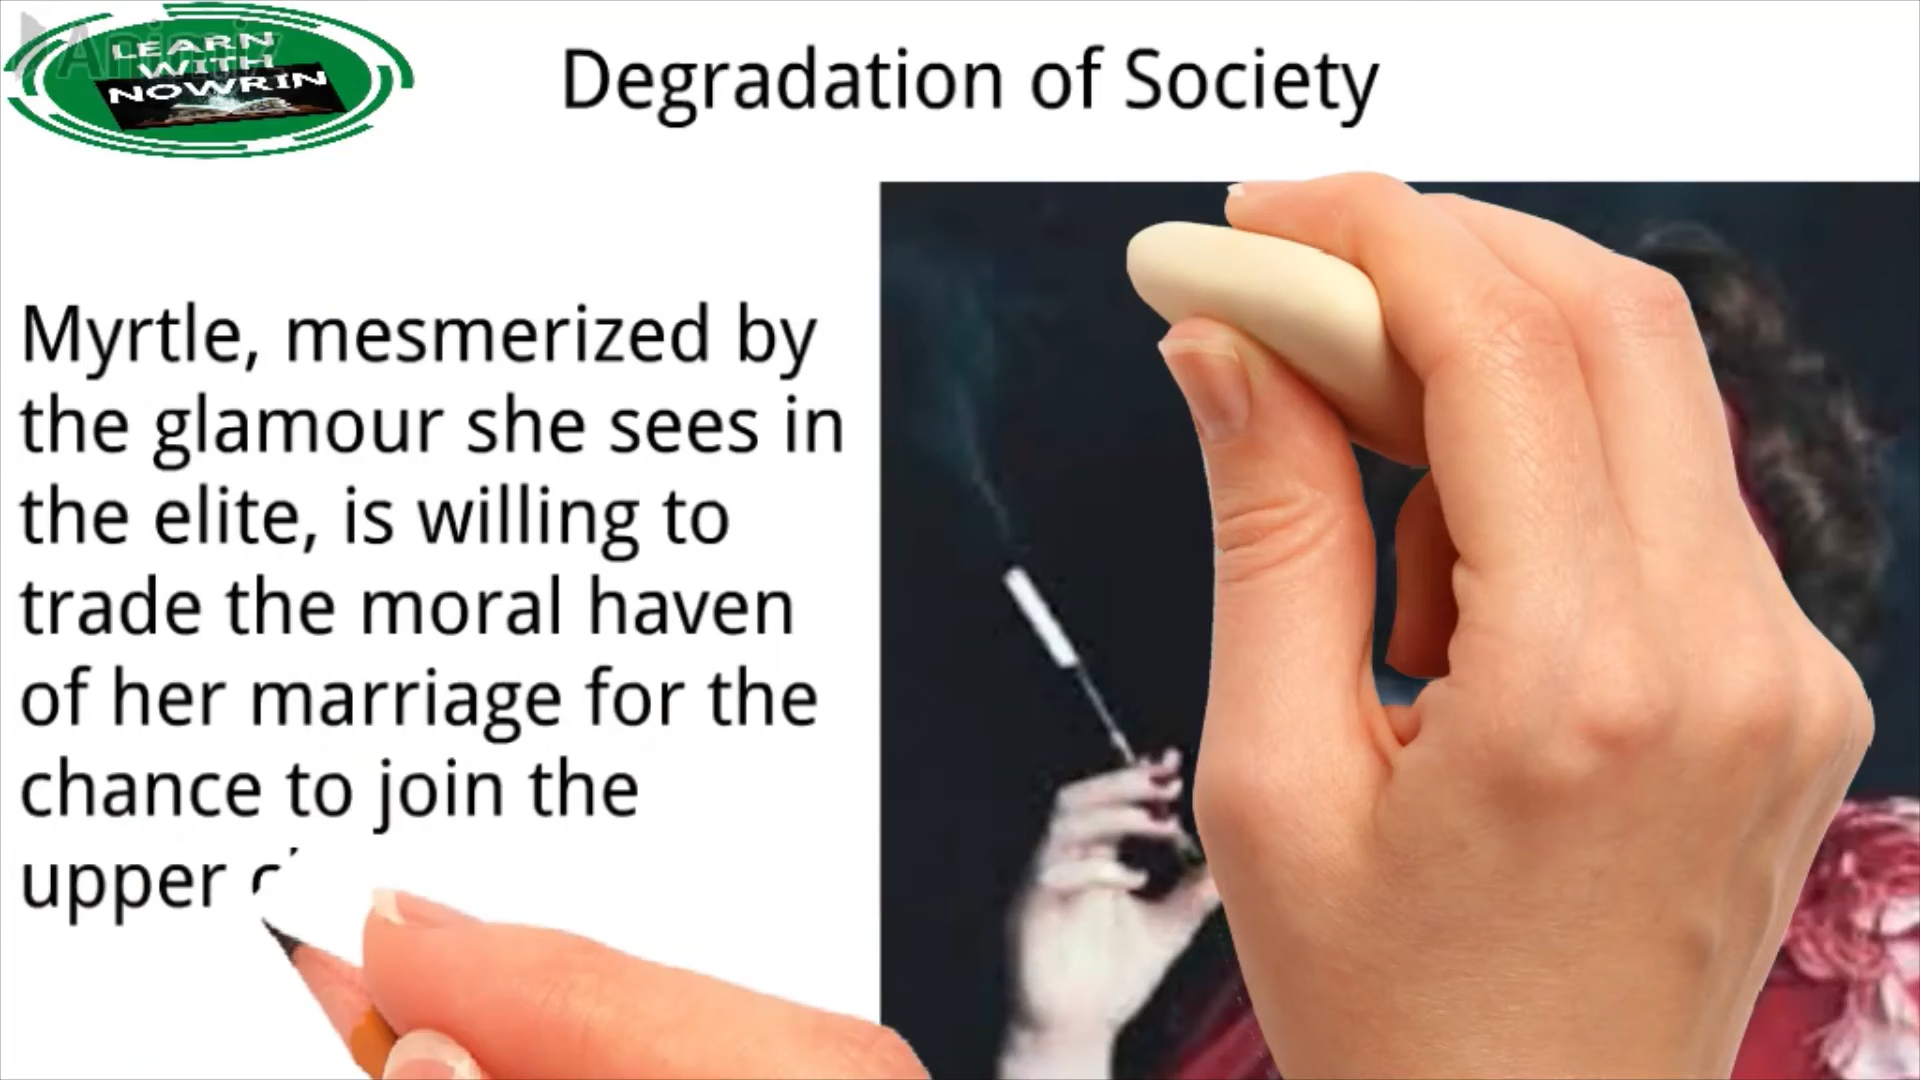 LEARN
WITH
NOWRIN
Degradation of Society
Myrtle, mesmerized by
the glamour she sees in
the elite, is willing to
trade the moral haven
of her marriage for the
chance to join the
upper